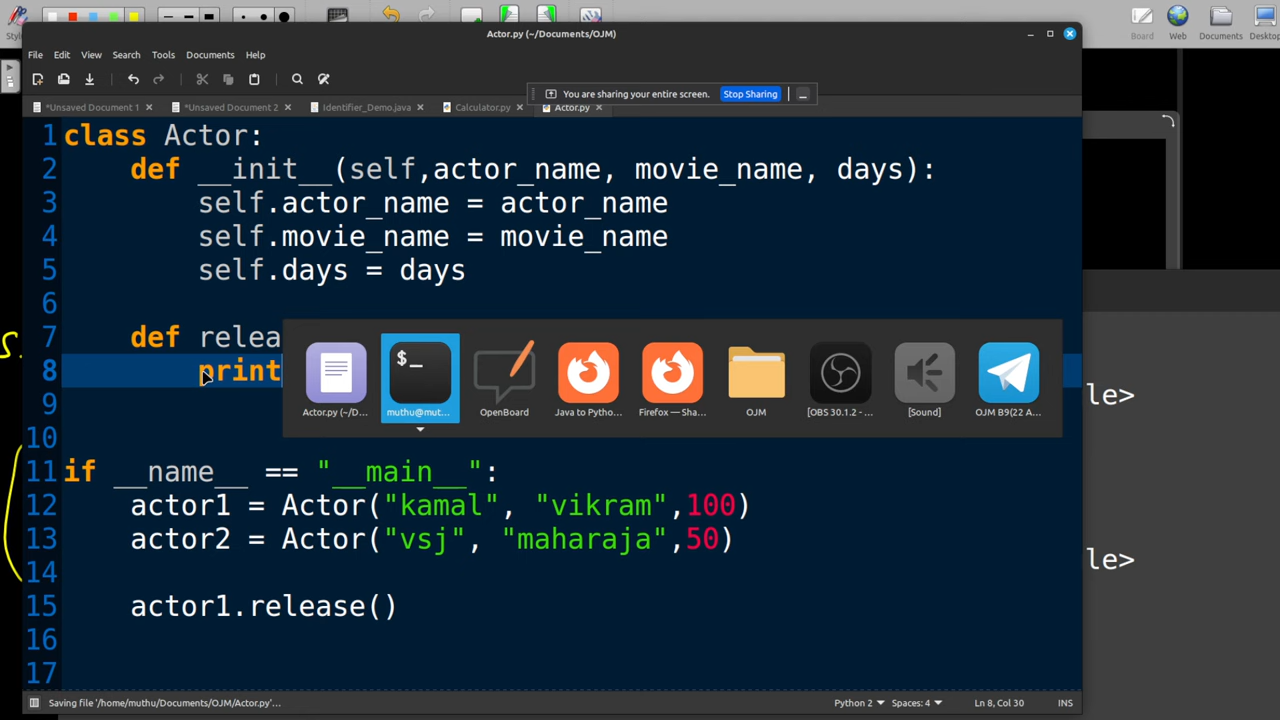 Board
Web
Documents
Desktop
Actor.py (~/Documents/OJM)
File Edit View Search Tools Documents Help
You are sharing your entire screen. Stop Sharing
*Unsaved Document 1 *Unsaved Document 2 Identifier_Demo.java Calculator.py Actor.py
1 class Actor:
2 def __init__(self,actor_name, movie_name, days):
3 self.actor_name = actor_name
4 self.movie_name = movie_name
5 self.days = days
6
7 def relea
8 print
le>
9
10
Actor.py (~/D... muthu@mut... OpenBoard Java to Pytho... Firefox — Sha... OJM [OBS 30.1.2 - ... [Sound] OJM B9(22 A...
11 if __name__ == "__main__":
12 actor1 = Actor("kamal", "vikram",100)
13 actor2 = Actor("vsj", "maharaja",50)
le>
14
15 actor1.release()
16
17
Saving file '/home/muthu/Documents/OJM/Actor.py'... Python 2 Spaces: 4 Ln 8, Col 30 INS